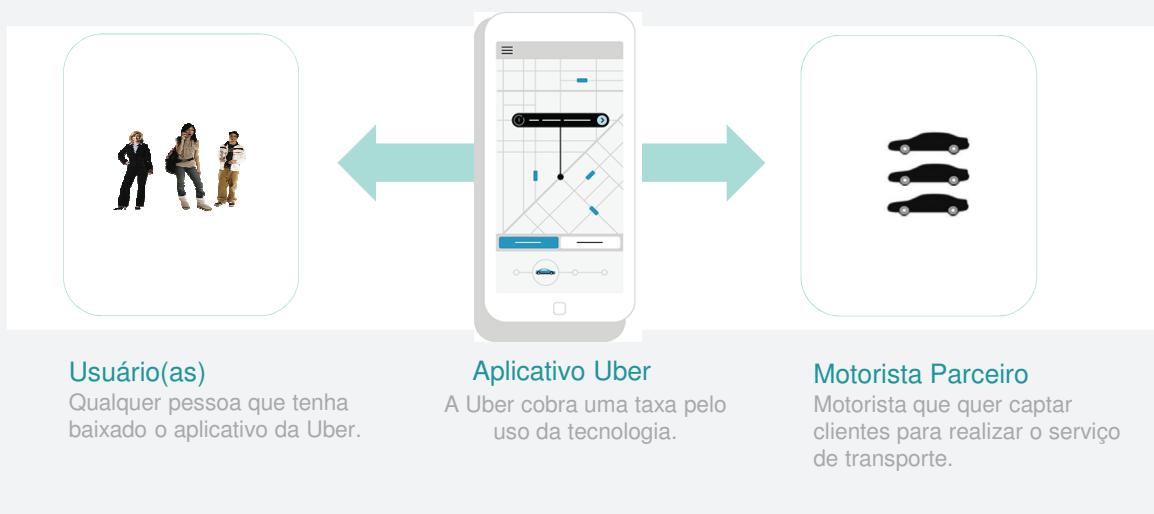 Usuário(as)
Qualquer pessoa que tenha
baixado o aplicativo da Uber.
Aplicativo Uber
A Uber cobra uma taxa pelo
uso da tecnologia.
Motorista Parceiro
Motorista que quer captar
clientes para realizar o serviço
de transporte.